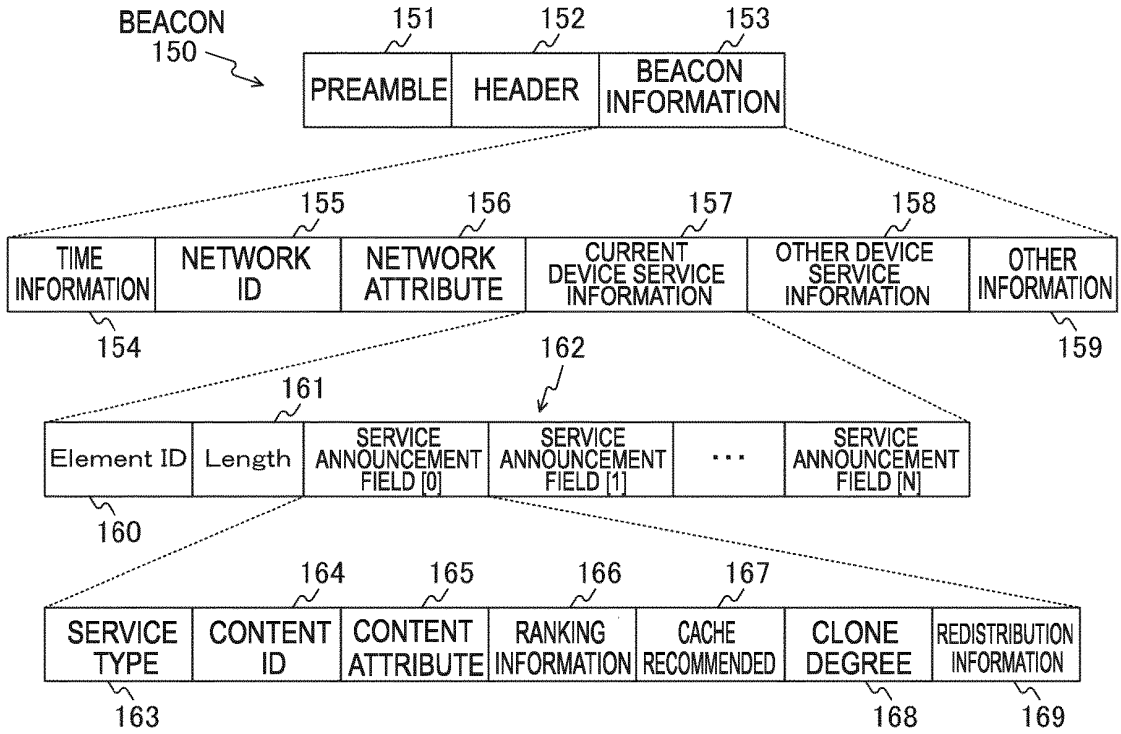 BEACON
150
151
152
153
PREAMBLE
HEADER
BEACON
INFORMATION
155
156
157
158
TIME
INFORMATION
NETWORK
ID
NETWORK
ATTRIBUTE
CURRENT
DEVICE SERVICE
INFORMATION
OTHER DEVICE
SERVICE
INFORMATION
OTHER
INFORMATION
154
159
161
162
Element ID
Length
SERVICE
ANNOUNCEMENT
FIELD [0]
SERVICE
ANNOUNCEMENT
FIELD [1]
...
SERVICE
ANNOUNCEMENT
FIELD [N]
160
164
165
166
167
SERVICE
TYPE
CONTENT
ID
CONTENT
ATTRIBUTE
RANKING
INFORMATION
CACHE
RECOMMENDED
CLONE
DEGREE
REDISTRIBUTION
INFORMATION
163
168
169